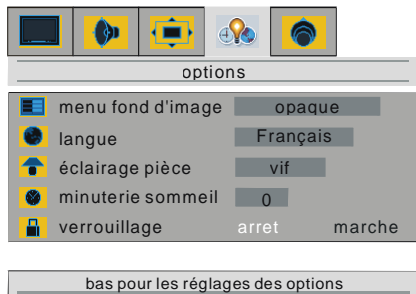 options
menu fond d'image opaque
langue Français
éclairage pièce vif
minuterie sommeil 0
verrouillage arret marche
bas pour les réglages des options